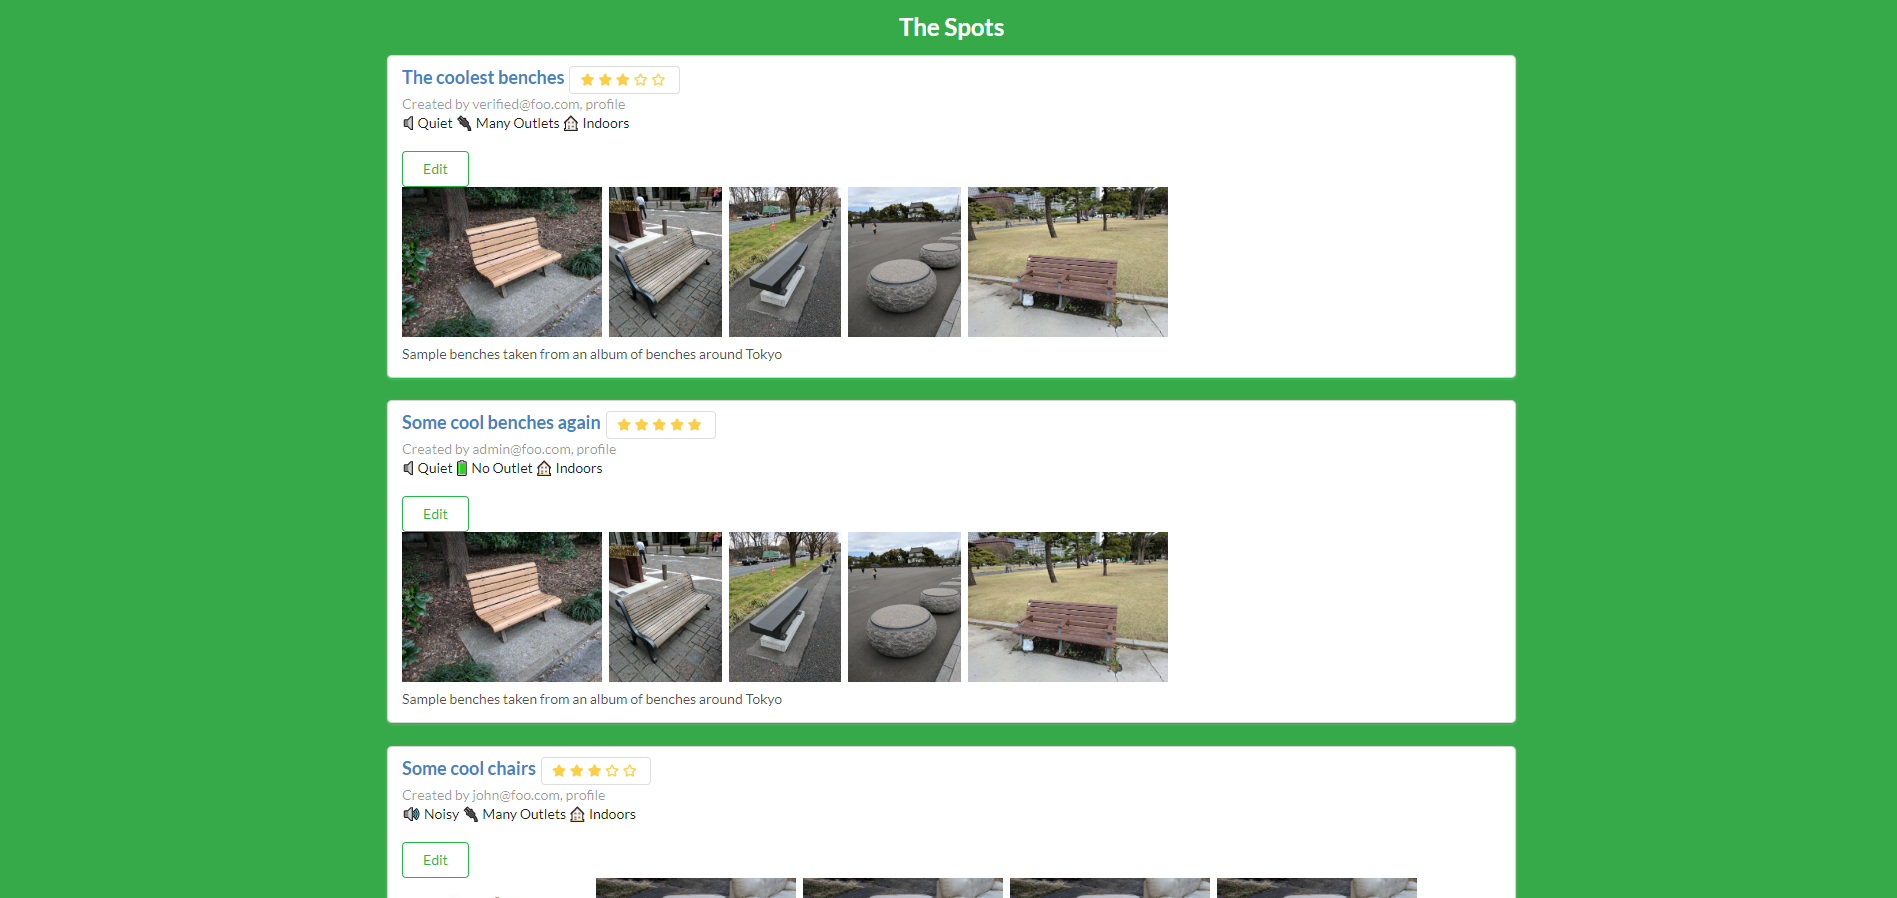 The Spots
The coolest benches
Created by verified@foo.com, profile
Quiet Many Outlets Indoors
Edit
Sample benches taken from an album of benches around Tokyo
Some cool benches again
Created by admin@foo.com, profile
Quiet No Outlet Indoors
Edit
Sample benches taken from an album of benches around Tokyo
Some cool chairs
Created by john@foo.com, profile
Noisy Many Outlets Indoors
Edit